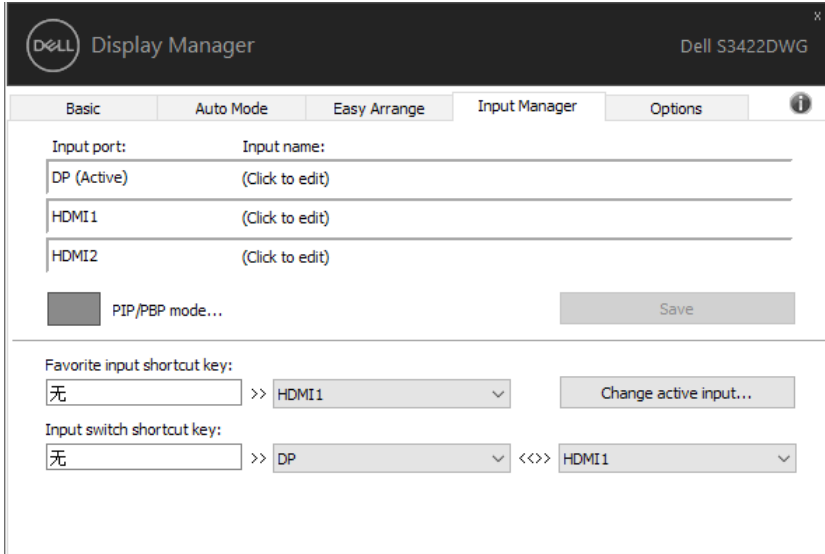 x
DELL Display Manager Dell S3422DWG
Basic Auto Mode Easy Arrange Input Manager Options i
Input port: Input name:
DP (Active) (Click to edit)
HDMI1 (Click to edit)
HDMI2 (Click to edit)
PIP/PBP mode... Save
Favorite input shortcut key:
无 >> HDMI1 Change active input...
Input switch shortcut key:
无 >> DP <<>> HDMI1